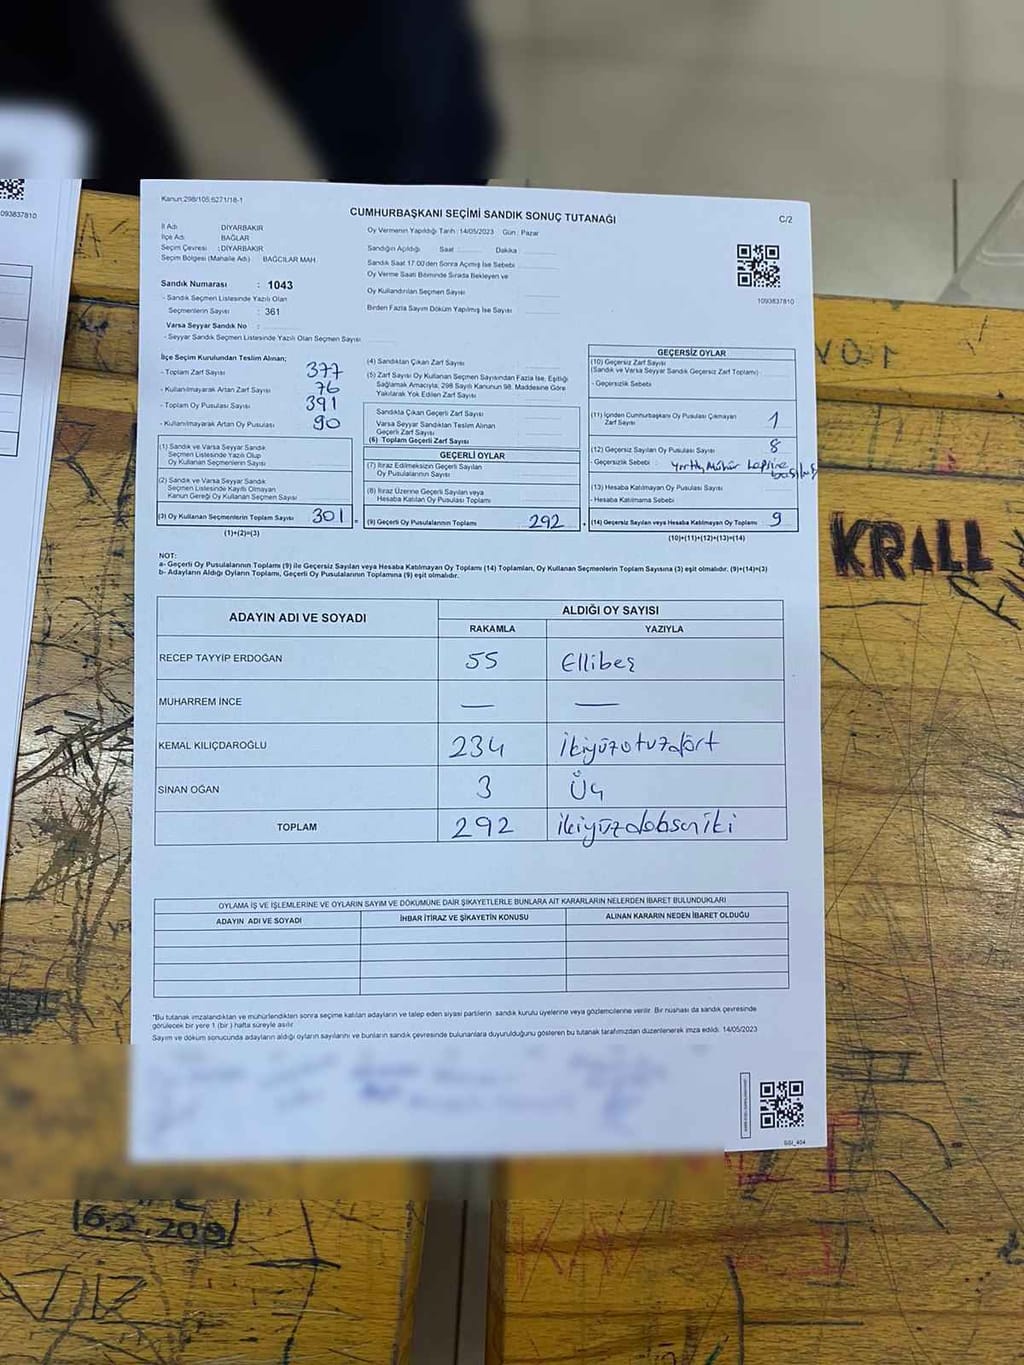 Kanun:298/105;6271/18-1
CUMHURBAŞKANI SEÇİMİ SANDIK SONUÇ TUTANAĞI
C/2
İl Adı : DİYARBAKIR
İlçe Adı : BAĞLAR
Seçim Çevresi : DİYARBAKIR
Seçim Bölgesi (Mahalle Adı) : BAĞCILAR MAH.
Sandık Numarası : 1043
- Sandık Seçmen Listesinde Yazılı Olan
Seçmenlerin Sayısı : 361
Varsa Seyyar Sandık No :
- Seyyar Sandık Seçmen Listesinde Yazılı Olan Seçmen Sayısı
Oy Vermenin Yapıldığı Tarih : 14/05/2023 Gün : Pazar
Sandığın Açıldığı Saat : Dakika :
Sandık Saat 17.00'den Sonra Açılmış İse Sebebi
Oy Verme Saati Bitiminde Sırada Bekleyen ve
Oy Kullandırılan Seçmen Sayısı
Birden Fazla Sayım Döküm Yapılmış İse Sayısı
1093837810
1093837810
İlçe Seçim Kurulundan Teslim Alınan;
- Toplam Zarf Sayısı 377
- Kullanılmayarak Artan Zarf Sayısı 76
- Toplam Oy Pusulası Sayısı 391
- Kullanılmayarak Artan Oy Pusulası 90
(1) Sandık ve Varsa Seyyar Sandık
Seçmen Listesinde Yazılı Olup
Oy Kullanan Seçmenlerin Sayısı
(2) Sandık ve Varsa Seyyar Sandık
Seçmen Listesinde Kayıtlı Olmayan
Kanun Gereği Oy Kullanan Seçmen Sayısı
(3) Oy Kullanan Seçmenlerin Toplam Sayısı 301
(1)+(2)=(3)
=
(4) Sandıktan Çıkan Zarf Sayısı
(5) Zarf Sayısı Oy Kullanan Seçmen Sayısından Fazla İse, Eşitliği
Sağlamak Amacıyla, 298 Sayılı Kanunun 98. Maddesine Göre
Yakılarak Yok Edilen Zarf Sayısı
Sandıkta Çıkan Geçerli Zarf Sayısı
Varsa Seyyar Sandıktan Teslim Alınan
Geçerli Zarf Sayısı
(6) Toplam Geçerli Zarf Sayısı
GEÇERLİ OYLAR
(7) İtiraz Edilmeksizin Geçerli Sayılan
Oy Pusulalarının Sayısı
(8) İtiraz Üzerine Geçerli Sayılan veya
Hesaba Katılan Oy Pusulası Toplamı
(9) Geçerli Oy Pusulalarının Toplamı 292
+
GEÇERSİZ OYLAR
(10) Geçersiz Zarf Sayısı
(Sandık ve Varsa Seyyar Sandık Geçersiz Zarf Toplamı)
- Geçersizlik Sebebi
(11) İçinden Cumhurbaşkanı Oy Pusulası Çıkmayan
Zarf Sayısı 1
(12) Geçersiz Sayılan Oy Pusulası Sayısı 8
- Geçersizlik Sebebi :
(13) Hesaba Katılmayan Oy Pusulası Sayısı
- Hesaba Katılmama Sebebi
(14) Geçersiz Sayılan veya Hesaba Katılmayan Oy Toplamı 9
(10)+(11)+(12)+(13)=(14)
NOT:
a- Geçerli Oy Pusulalarının Toplamı (9) ile Geçersiz Sayılan veya Hesaba Katılmayan Oy Toplamı (14) Toplamları, Oy Kullanan Seçmenlerin Toplam Sayısına (3) eşit olmalıdır. (9)+(14)=(3)
b- Adayların Aldığı Oyların Toplamı, Geçerli Oy Pusulalarının Toplamına (9) eşit olmalıdır.
ADAYIN ADI VE SOYADI
ALDIĞI OY SAYISI
RAKAMLA YAZIYLA
RECEP TAYYİP ERDOĞAN 55 Ellibeş
MUHARREM İNCE — —
KEMAL KILIÇDAROĞLU 234 İkiyüzotuzdört
SİNAN OĞAN 3 Üç
TOPLAM 292 ikiyüzdoksaniki
OYLAMA İŞ VE İŞLEMLERİNE VE OYLARIN SAYIM VE DÖKÜMÜNE DAİR ŞİKAYETLERLE BUNLARA AİT KARARLARIN NELERDEN İBARET BULUNDUKLARI
ADAYIN ADI VE SOYADI İHBAR İTİRAZ VE ŞİKAYETİN KONUSU ALINAN KARARIN NEDEN İBARET OLDUĞU
*Bu tutanak imzalandıktan ve mühürlendikten sonra seçime katılan adayların ve talep eden siyasi partilerin sandık kurulu üyelerine veya gözlemcilerine verilir. Bir nüshası da sandık çevresinde
görülecek bir yere 1 (bir) hafta süreyle asılır.
Sayım ve döküm sonucunda adayların aldığı oyların sayılarını ve bunların sandık çevresinde bulunanlara duyurulduğunu gösteren bu tutanak tarafımızdan düzenlenerek imza edildi. 14/05/2023
KRALL
6.2.200